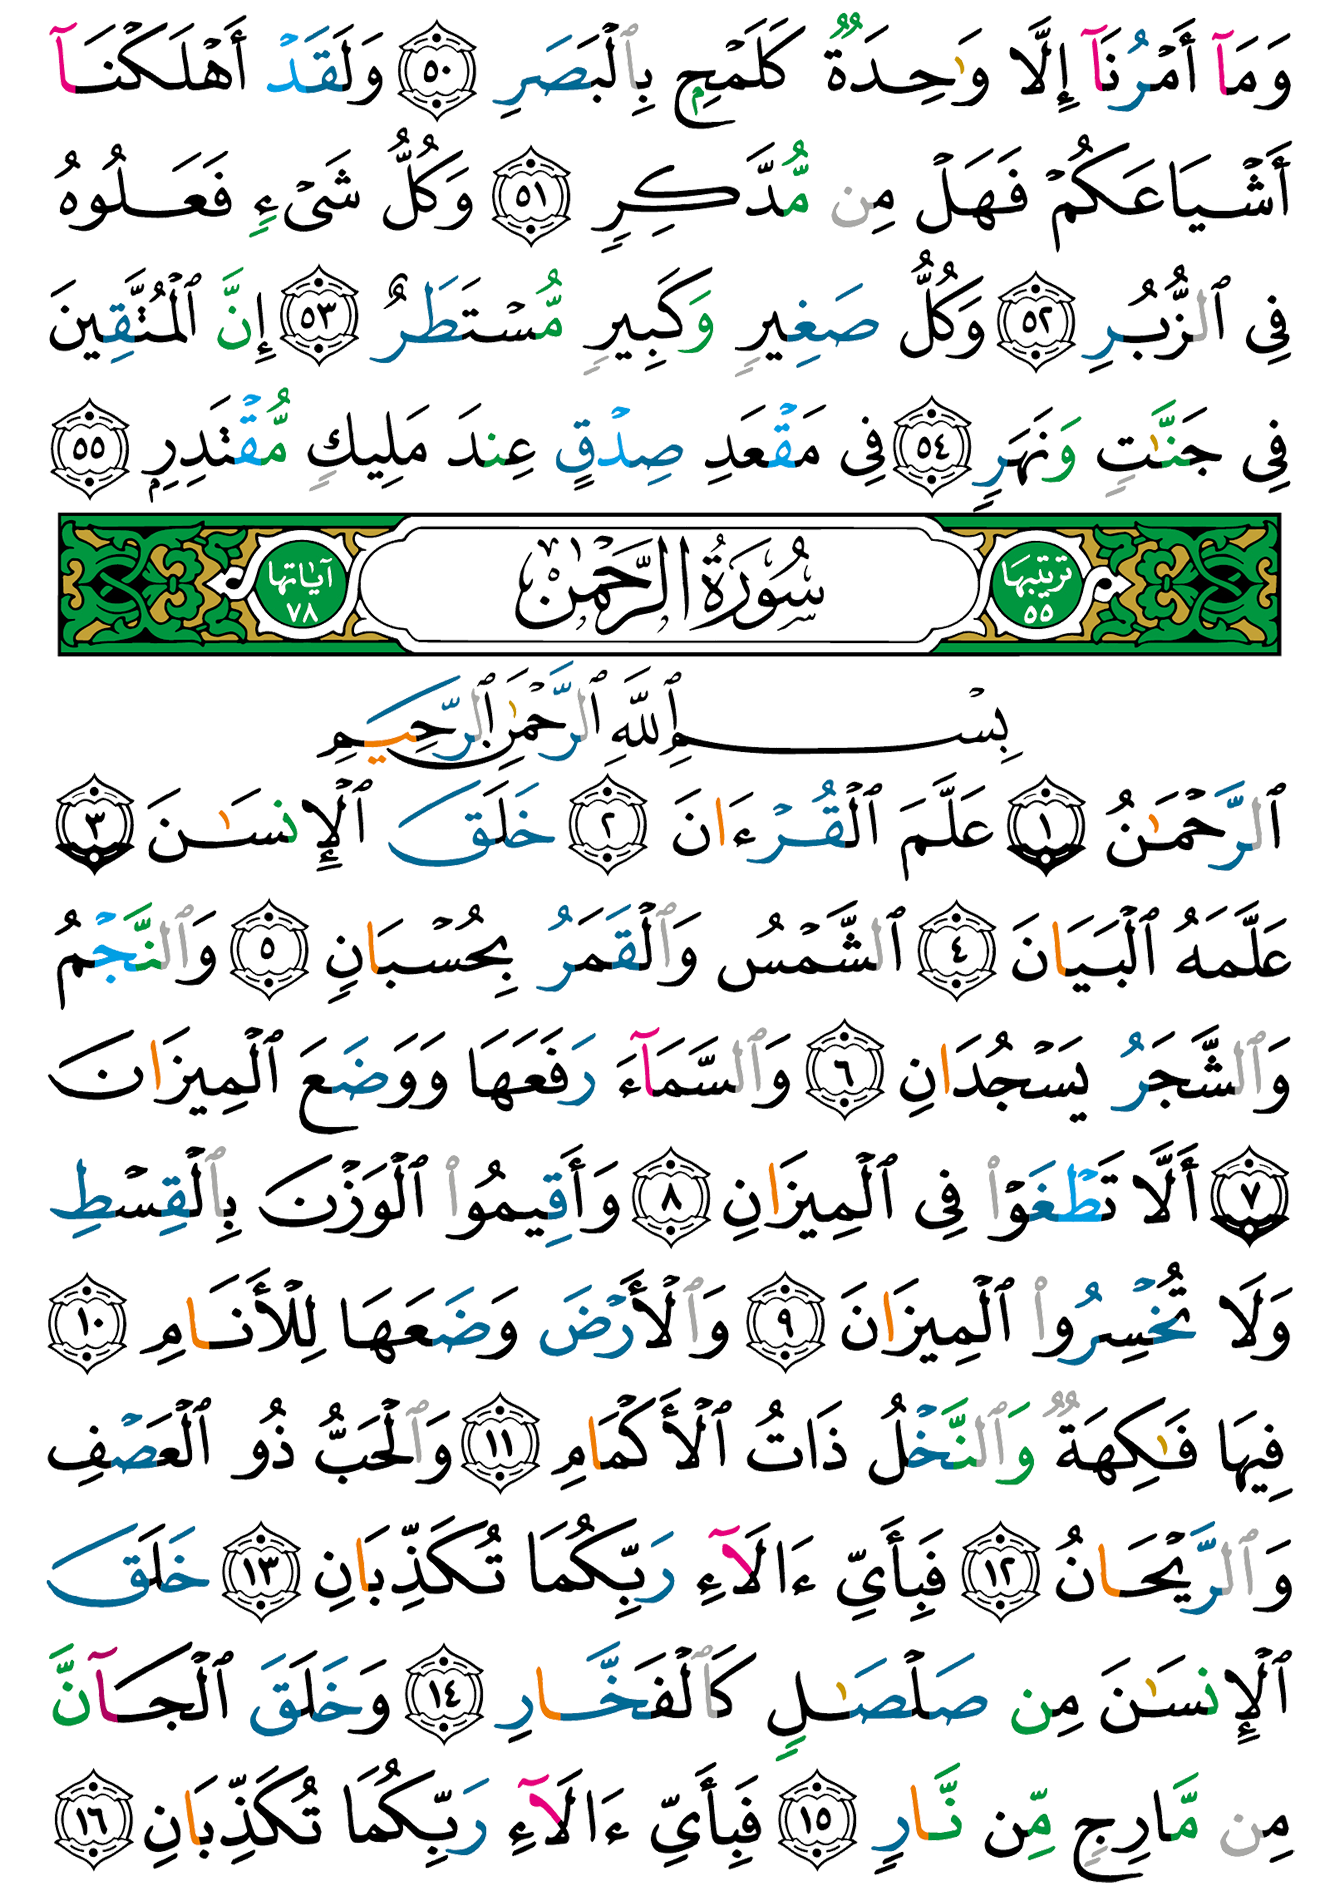 وَمَآ أَمْرُنَآ إِلَّا وَٰحِدَةٌ كَلَمْحٍۭ بِٱلْبَصَرِ ٥٠ وَلَقَدْ أَهْلَكْنَآ
أَشْيَاعَكُمْ فَهَلْ مِن مُّدَّكِرٍ ٥١ وَكُلُّ شَىْءٍ فَعَلُوهُ
فِى ٱلزُّبُرِ ٥٢ وَكُلُّ صَغِيرٍ وَكَبِيرٍ مُّسْتَطَرٌ ٥٣ إِنَّ ٱلْمُتَّقِينَ
فِى جَنَّٰتٍ وَنَهَرٍ ٥٤ فِى مَقْعَدِ صِدْقٍ عِندَ مَلِيكٍ مُّقْتَدِرٍۭ ٥٥
ترتيبها ٥٥ سُورَةُ الرَّحْمٰن آياتها ٧٨
بِسْمِ ٱللَّهِ ٱلرَّحْمَٰنِ ٱلرَّحِيمِ
ٱلرَّحْمَٰنُ ١ عَلَّمَ ٱلْقُرْءَانَ ٢ خَلَقَ ٱلْإِنسَٰنَ ٣
عَلَّمَهُ ٱلْبَيَانَ ٤ ٱلشَّمْسُ وَٱلْقَمَرُ بِحُسْبَانٍ ٥ وَٱلنَّجْمُ
وَٱلشَّجَرُ يَسْجُدَانِ ٦ وَٱلسَّمَآءَ رَفَعَهَا وَوَضَعَ ٱلْمِيزَانَ
٧ أَلَّا تَطْغَوْا۟ فِى ٱلْمِيزَانِ ٨ وَأَقِيمُوا۟ ٱلْوَزْنَ بِٱلْقِسْطِ
وَلَا تُخْسِرُوا۟ ٱلْمِيزَانَ ٩ وَٱلْأَرْضَ وَضَعَهَا لِلْأَنَامِ ١٠
فِيهَا فَٰكِهَةٌ وَٱلنَّخْلُ ذَاتُ ٱلْأَكْمَامِ ١١ وَٱلْحَبُّ ذُو ٱلْعَصْفِ
وَٱلرَّيْحَانُ ١٢ فَبِأَىِّ ءَالَآءِ رَبِّكُمَا تُكَذِّبَانِ ١٣ خَلَقَ
ٱلْإِنسَٰنَ مِن صَلْصَٰلٍ كَٱلْفَخَّارِ ١٤ وَخَلَقَ ٱلْجَآنَّ
مِن مَّارِجٍ مِّن نَّارٍ ١٥ فَبِأَىِّ ءَالَآءِ رَبِّكُمَا تُكَذِّبَانِ ١٦